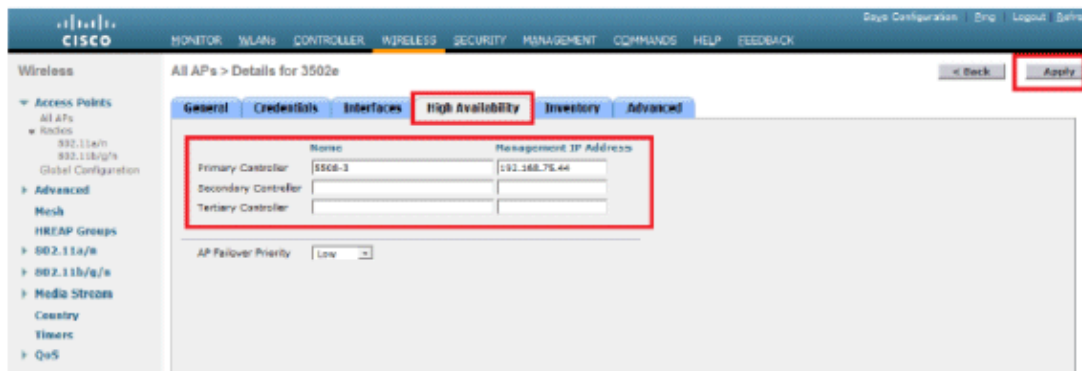 Save Configuration | Ping | Logout | Refre
CISCO
MONITOR WLANs CONTROLLER WIRELESS SECURITY MANAGEMENT COMMANDS HELP FEEDBACK
Wireless
All APs > Details for 3502e
< Back
Apply
General Credentials Interfaces High Availability Inventory Advanced
Access Points
All APs
Radios
802.11a/n
802.11b/g/n
Global Configuration
Advanced
Mesh
HREAP Groups
802.11a/n
802.11b/g/n
Media Stream
Country
Timers
QoS
Name Management IP Address
Primary Controller 5508-3 192.168.75.44
Secondary Controller
Tertiary Controller
AP Failover Priority Low